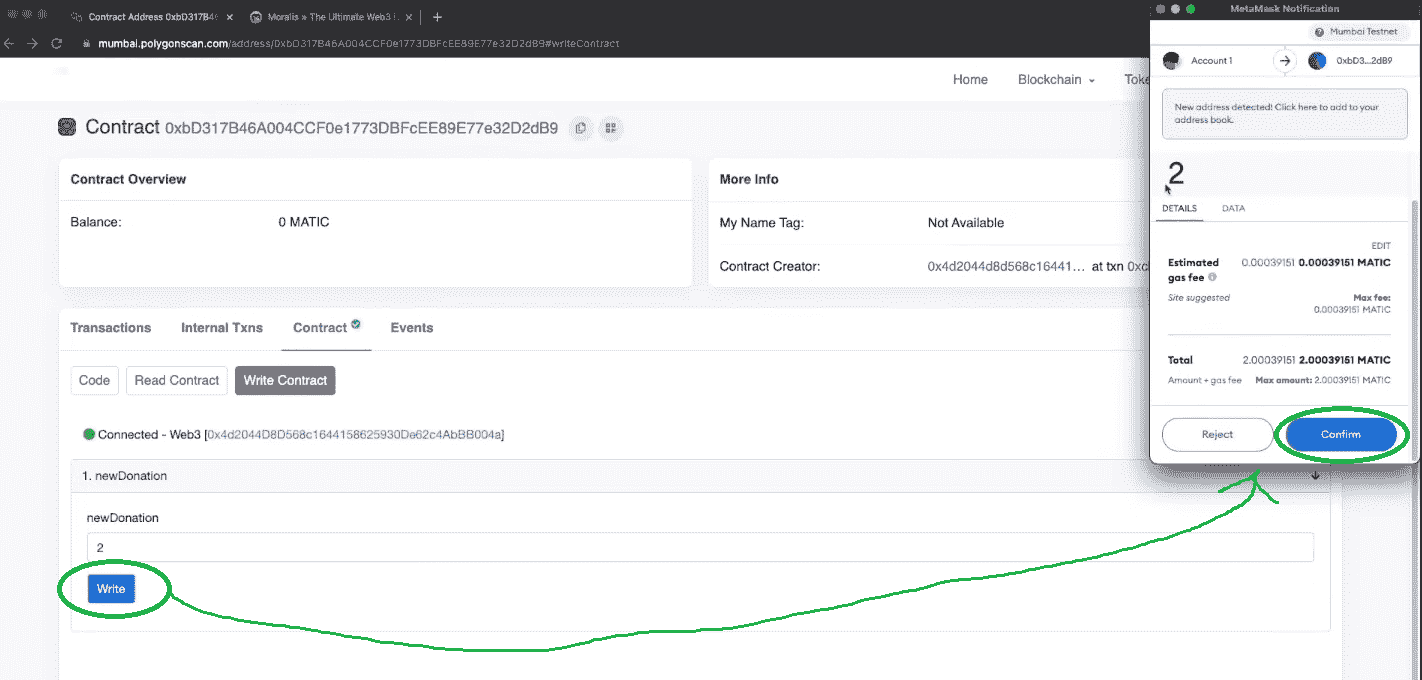 Contract Address 0xbD317B4
Moralis » The Ultimate Web3
MetaMask Notification
mumbai.polygonscan.com/address/0xbD317B46A004CCF0e1773DBFcEE89E77e32D2dB9#writeContract
Mumbai Testnet
Account 1
0xbD3...2dB9
Home
Blockchain
Toke
New address detected! Click here to add to your
address book.
Contract 0xbD317B46A004CCF0e1773DBFcEE89E77e32D2dB9
Contract Overview
Balance:
0 MATIC
More Info
My Name Tag:
Not Available
Contract Creator:
0x4d2044d8d568c16441... at txn 0xcl
2
DETAILS
DATA
EDIT
Estimated
gas fee
0.00039151 0.00039151 MATIC
Site suggested
Max fee:
0.00039151 MATIC
Total
2.00039151 2.00039151 MATIC
Amount + gas fee
Max amount: 2.00039151 MATIC
Reject
Confirm
Transactions
Internal Txns
Contract
Events
Code
Read Contract
Write Contract
Connected - Web3 [0x4d2044D8D568c1644158625930De62c4AbBB004a]
1. newDonation
newDonation
2
Write